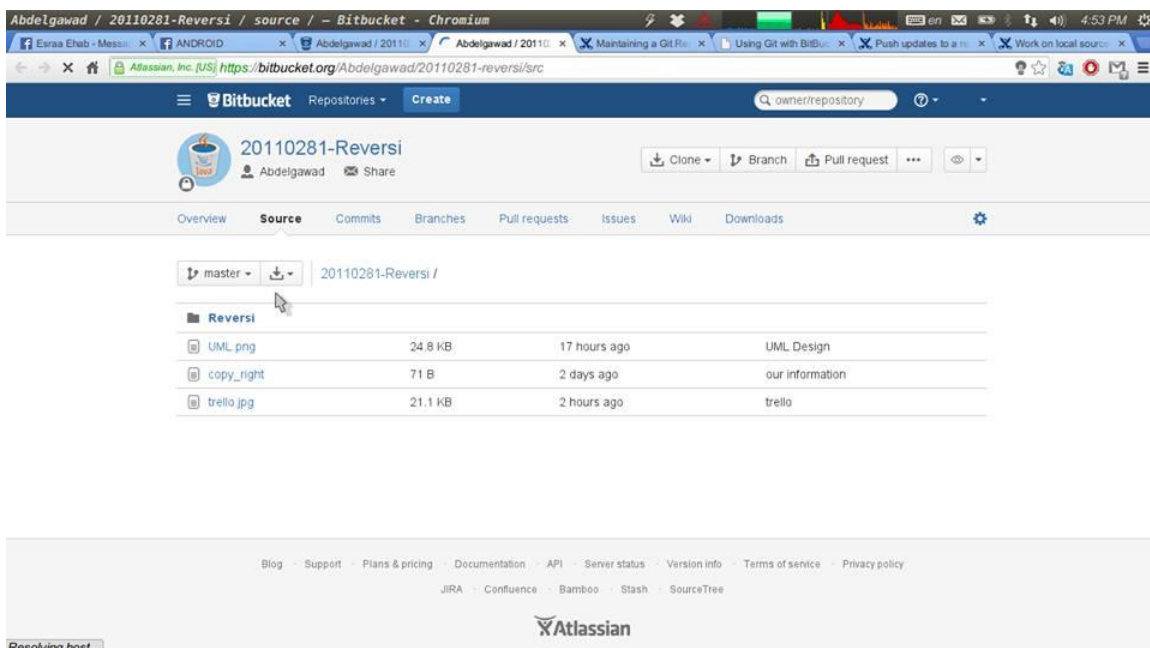 Abdelgawad / 20110281-Reversi / source / — Bitbucket - Chromium en 4:53 PM
Esraa Ehab - Messa ANDROID Abdelgawad / 2011 Abdelgawad / 2011 Maintaining a Git Re Using Git with BitBuc Push updates to a re Work on local source
Atlassian, Inc. [US] https://bitbucket.org/Abdelgawad/20110281-reversi/src
Bitbucket Repositories Create owner/repository
20110281-Reversi
Abdelgawad Share Clone Branch Pull request
Overview Source Commits Branches Pull requests Issues Wiki Downloads
master 20110281-Reversi /
Reversi
UML.png 24.8 KB 17 hours ago UML Design
copy_right 71 B 2 days ago our information
trello.jpg 21.1 KB 2 hours ago trello
Blog · Support · Plans & pricing · Documentation · API · Server status · Version info · Terms of service · Privacy policy
JIRA · Confluence · Bamboo · Stash · SourceTree
Atlassian
Resolving host...